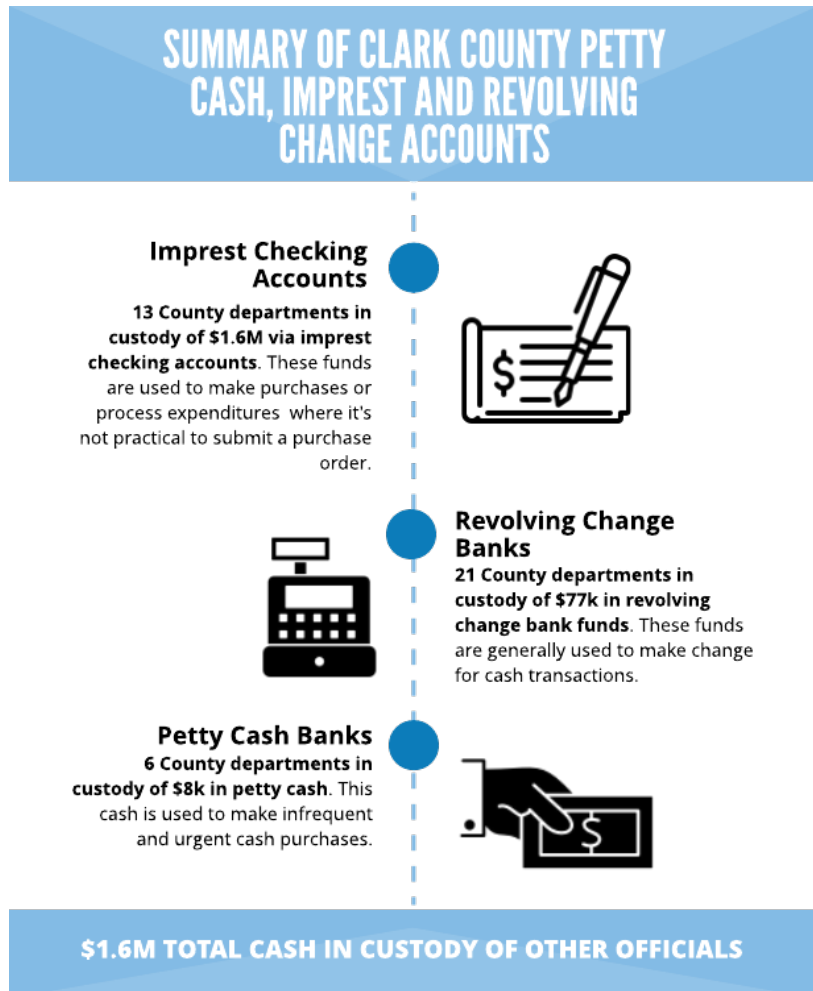 SUMMARY OF CLARK COUNTY PETTY
CASH, IMPREST AND REVOLVING
CHANGE ACCOUNTS
Imprest Checking
Accounts
13 County departments in
custody of $1.6M via imprest
checking accounts. These funds
are used to make purchases or
process expenditures  where it's
not practical to submit a purchase
order.
$
Revolving Change
Banks
21 County departments in
custody of $77k in revolving
change bank funds. These funds
are generally used to make change
for cash transactions.
Petty Cash Banks
6 County departments in
custody of $8k in petty cash. This
cash is used to make infrequent
and urgent cash purchases.
$
$1.6M TOTAL CASH IN CUSTODY OF OTHER OFFICIALS